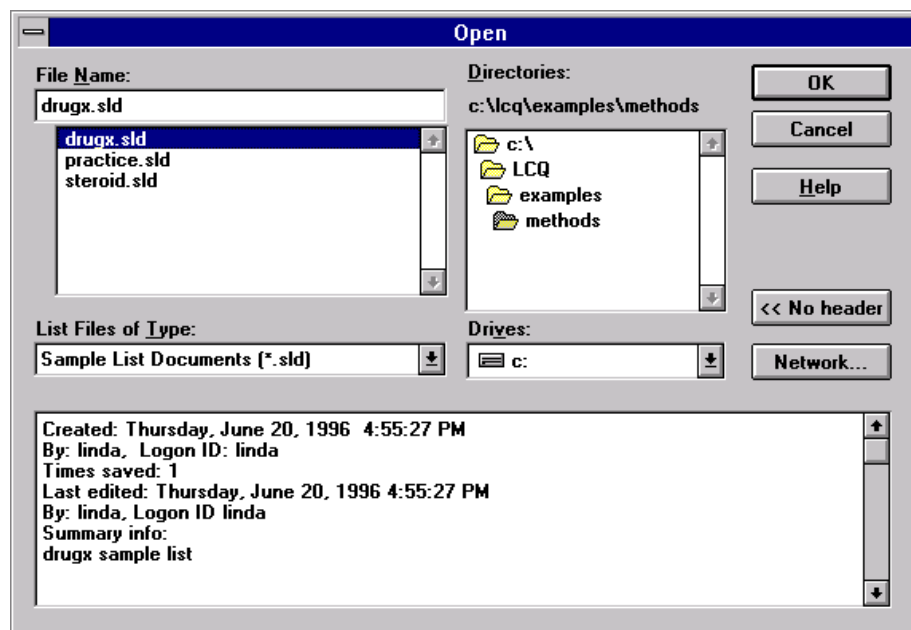 Open
File Name:
drugx.sld
drugx.sld
practice.sld
steroid.sld
List Files of Type:
Sample List Documents (*.sld)
Directories:
c:\lcq\examples\methods
c:\
LCQ
examples
methods
Drives:
c:
OK
Cancel
Help
<< No header
Network...
Created: Thursday, June 20, 1996  4:55:27 PM
By: linda,  Logon ID: linda
Times saved: 1
Last edited: Thursday, June 20, 1996 4:55:27 PM
By: linda, Logon ID linda
Summary info:
drugx sample list